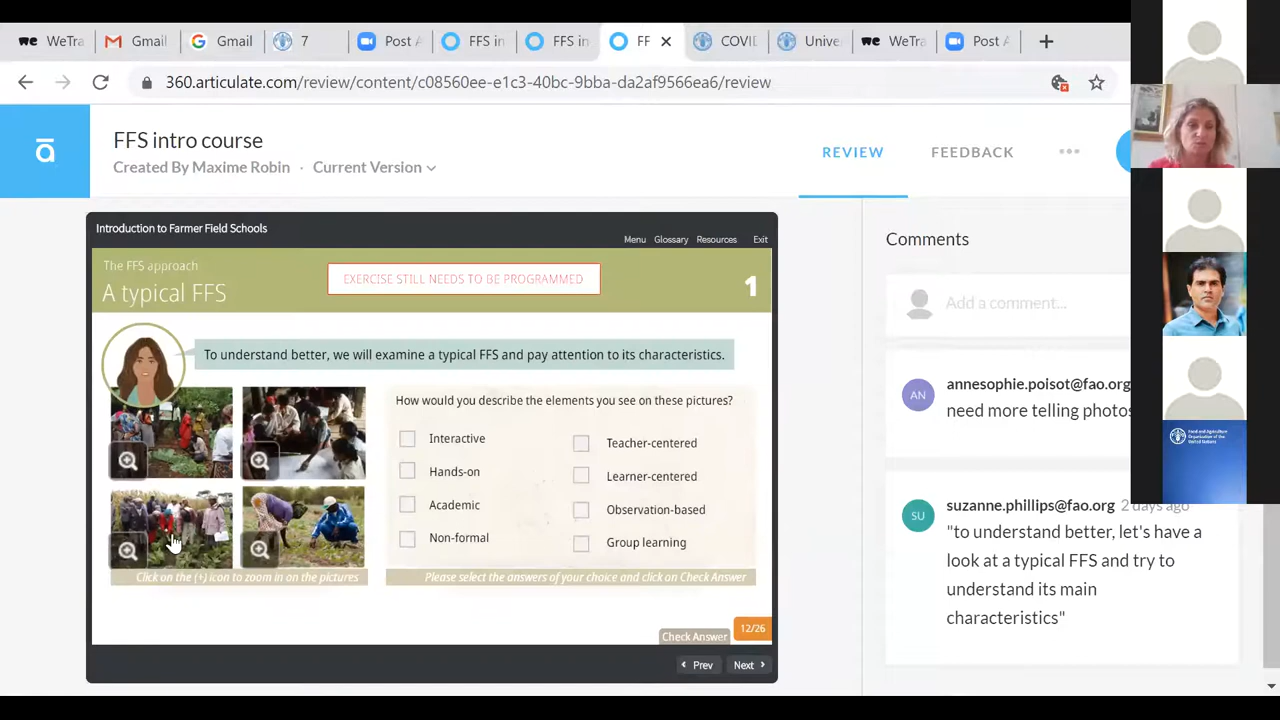 WeTra
Gmail
Gmail
7
Post A
FFS in
FFS in
FF
COVID
Unive
WeTra
Post A
360.articulate.com/review/content/c08560ee-e1c3-40bc-9bba-da2af9566ea6/review
FFS intro course
Created By Maxime Robin · Current Version
REVIEW
FEEDBACK
Introduction to Farmer Field Schools
Menu
Glossary
Resources
Exit
The FFS approach
A typical FFS
EXERCISE STILL NEEDS TO BE PROGRAMMED
1
To understand better, we will examine a typical FFS and pay attention to its characteristics.
How would you describe the elements you see on these pictures?
Interactive
Hands-on
Academic
Non-formal
Teacher-centered
Learner-centered
Observation-based
Group learning
Click on the (+) icon to zoom in on the pictures
Please select the answers of your choice and click on Check Answer
Check Answer
12/26
Prev
Next
Comments
Add a comment...
AN
annesophie.poisot@fao.org
need more telling photos
SU
suzanne.phillips@fao.org 2 days ago
"to understand better, let's have a
look at a typical FFS and try to
understand its main
characteristics"
Food and Agriculture
Organization of the
United Nations